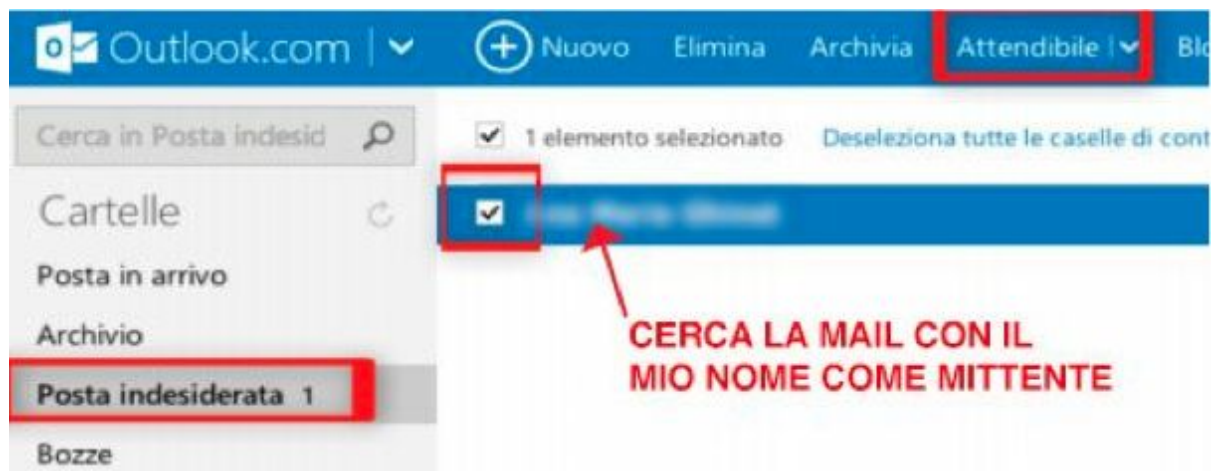 Outlook.com
Nuovo Elimina Archivia Attendibile
Cerca in Posta indesid
1 elemento selezionato Deseleziona tutte le caselle di cont
Cartelle
Posta in arrivo
Archivio
Posta indesiderata 1
Bozze
CERCA LA MAIL CON IL
MIO NOME COME MITTENTE